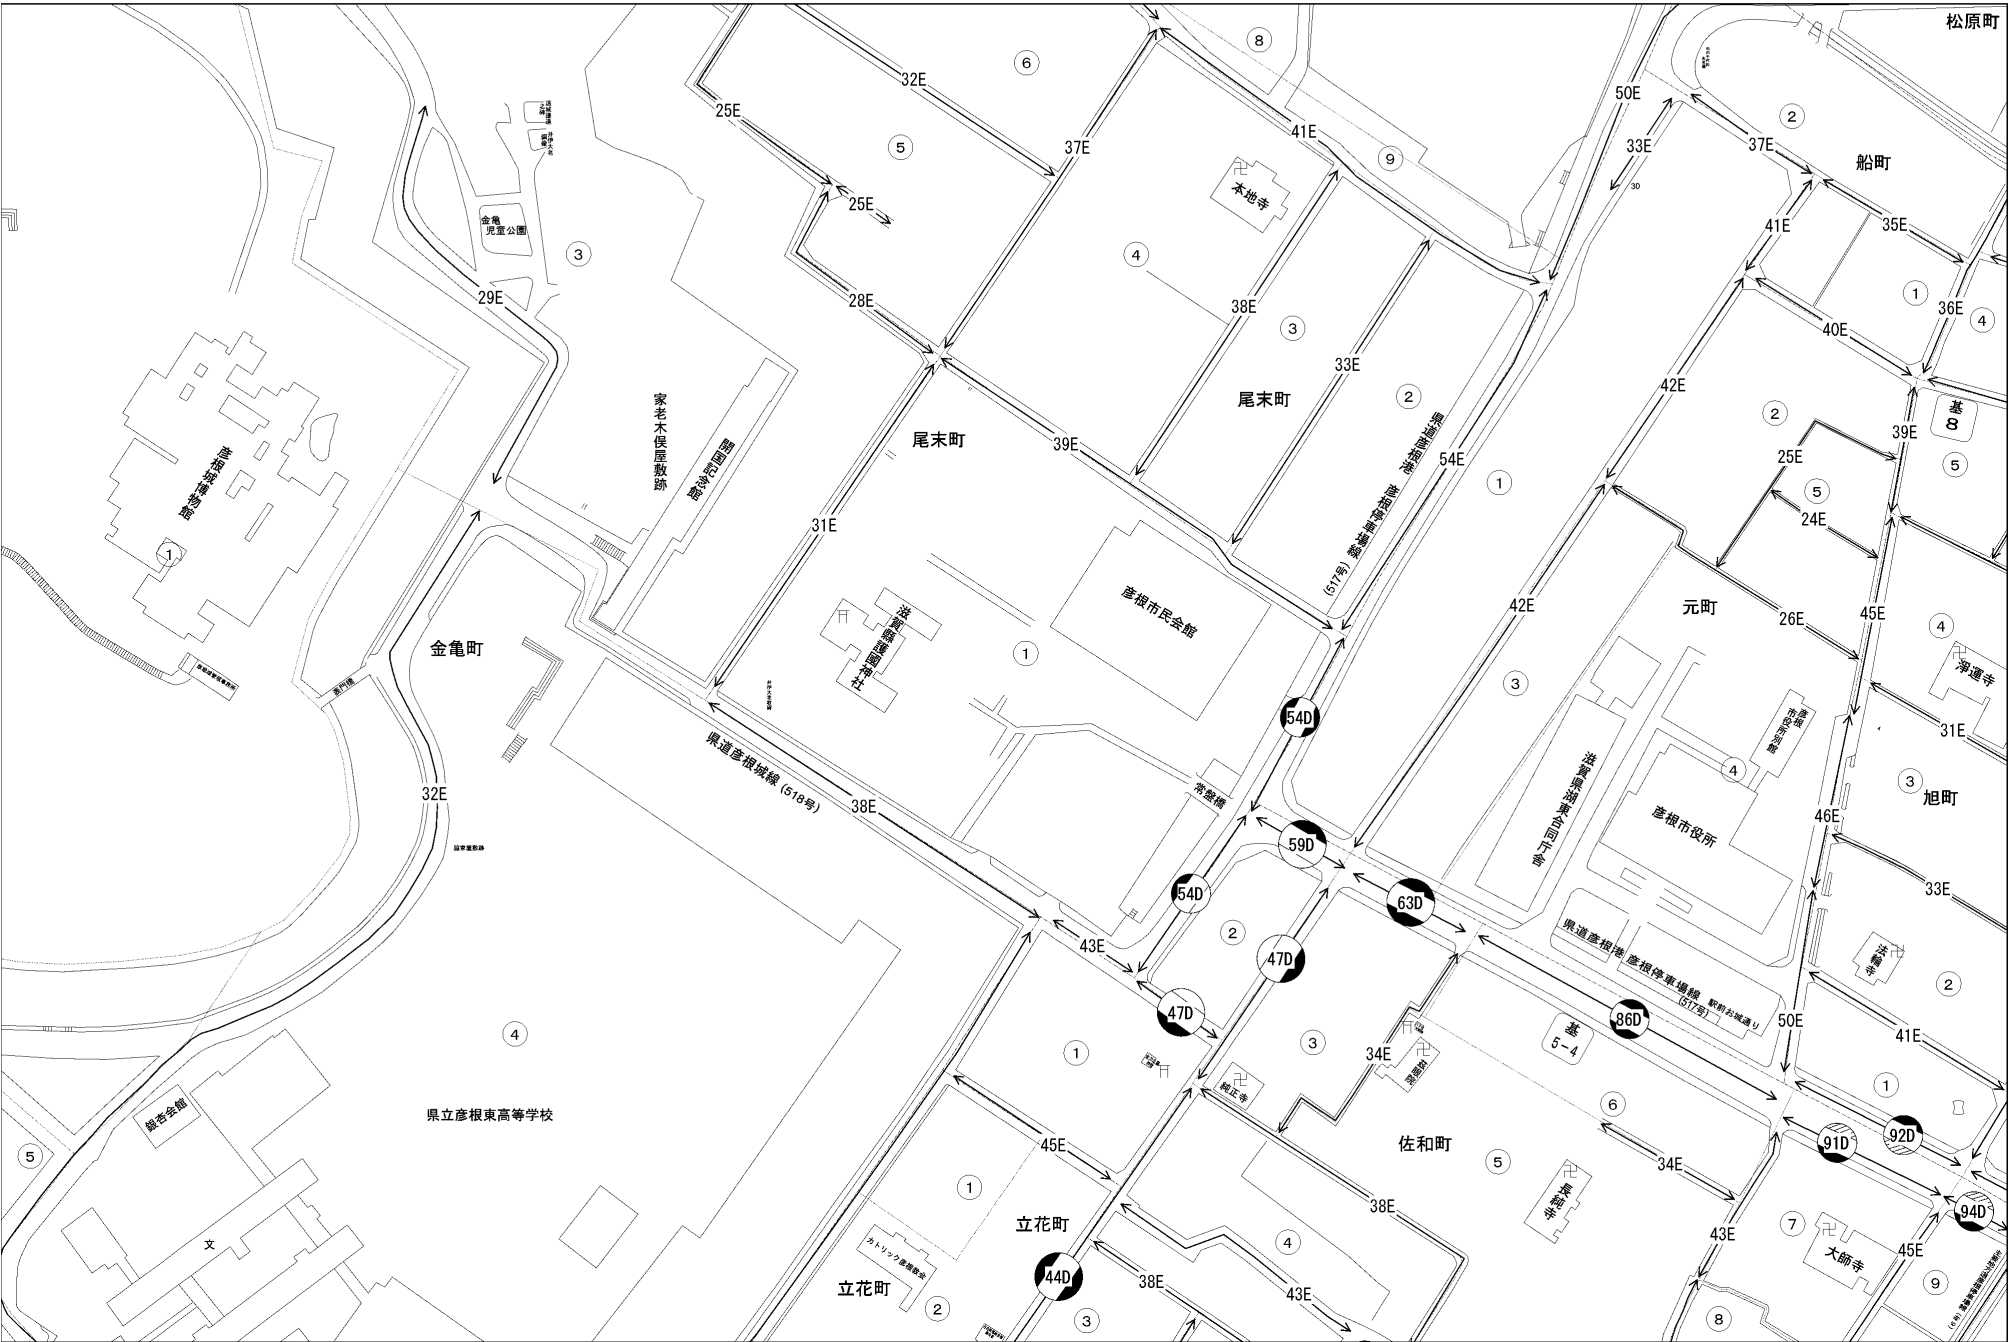 松原町
8
6
32E
50E
25E
2
41E
33E
37E
37E
5
9
船町
30
本地寺
25E
金亀
児童公園
41E
35E
3
4
29E
28E
38E
1
36E
3
4
40E
33E
42E
家老木俣屋敷跡
尾末町
2
2
基
8
県道彦根港 彦根停車場線
(517号)
開国記念館
尾末町
39E
39E
25E
54E
彦根城博物館
5
1
5
24E
31E
1
42E
元町
彦根市民会館
滋賀縣護國神社
26E
45E
4
金亀町
1
浄運寺
表門橋
3
彦根市役所別館
54D
31E
県道彦根城線(518号)
滋賀県湖東合同庁舎
4
3
旭町
32E
38E
常盤橋
46E
彦根市役所
59D
脇家屋敷跡
33E
54D
63D
2
43E
47D
県道彦根港 彦根停車場線
(517号)
駅前お城通り
法輪寺
2
47D
86D
50E
基
5-4
41E
4
1
3
34E
慈眼院
1
純正寺
銀杏会館
県立彦根東高等学校
6
92D
91D
45E
佐和町
5
5
34E
1
38E
長純寺
94D
立花町
7
43E
文
カトリック彦根教会
4
45E
大師寺
44D
38E
43E
立花町
9
2
3
8